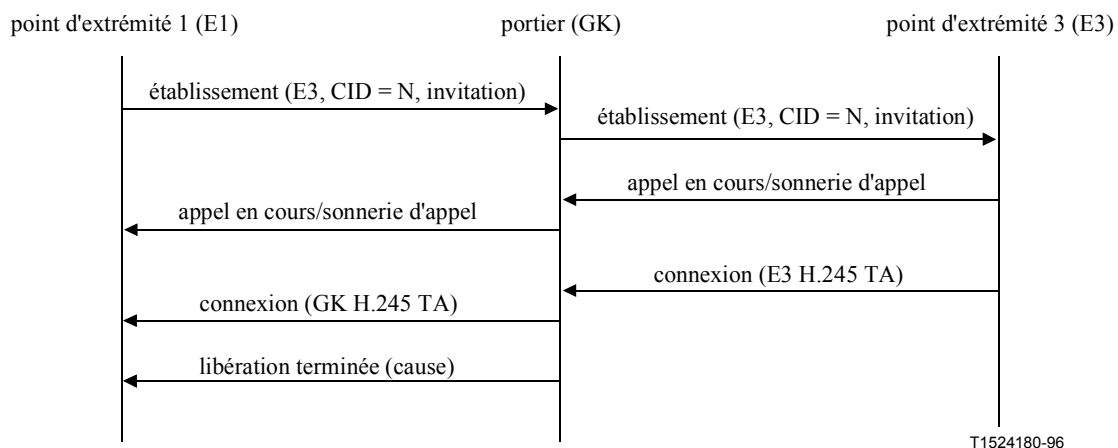 point d'extrémité 1 (E1)
portier (GK)
point d'extrémité 3 (E3)
établissement (E3, CID = N, invitation)
établissement (E3, CID = N, invitation)
appel en cours/sonnerie d'appel
appel en cours/sonnerie d'appel
connexion (E3 H.245 TA)
connexion (GK H.245 TA)
libération terminée (cause)
T1524180-96